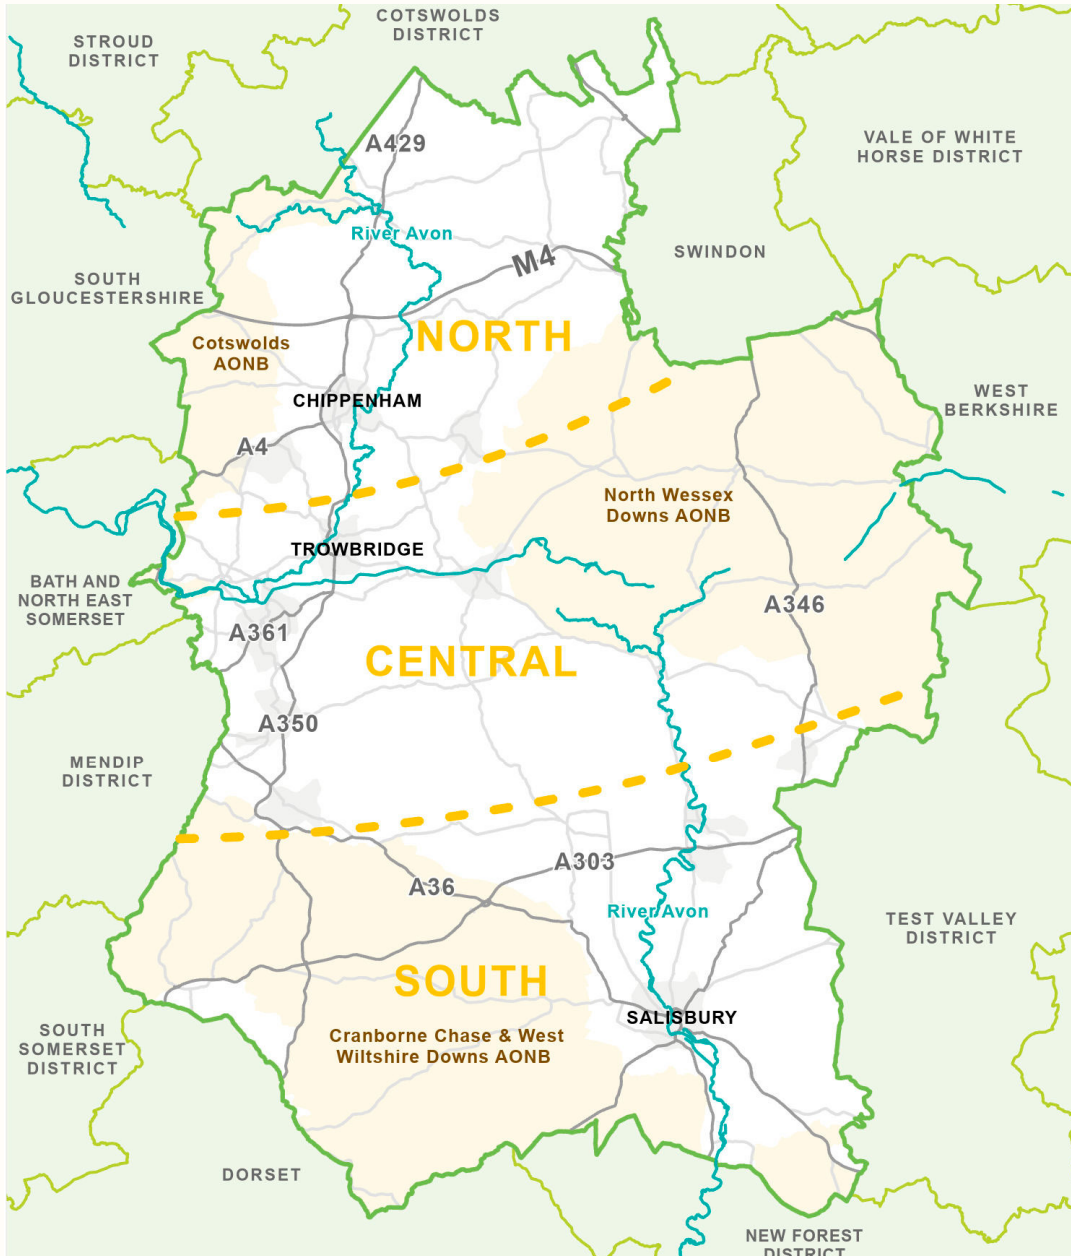 COTSWOLDS
DISTRICT
STROUD
DISTRICT
A429
VALE OF WHITE
HORSE DISTRICT
River Avon
SWINDON
M4
SOUTH
GLOUCESTERSHIRE
NORTH
Cotswolds
AONB
CHIPPENHAM
WEST
BERKSHIRE
A4
North Wessex
Downs AONB
TROWBRIDGE
BATH AND
NORTH EAST
SOMERSET
A346
A361
CENTRAL
A350
MENDIP
DISTRICT
A303
A36
River Avon
TEST VALLEY
DISTRICT
SOUTH
SALISBURY
Cranborne Chase & West
Wiltshire Downs AONB
SOUTH
SOMERSET
DISTRICT
DORSET
NEW FOREST
DISTRICT